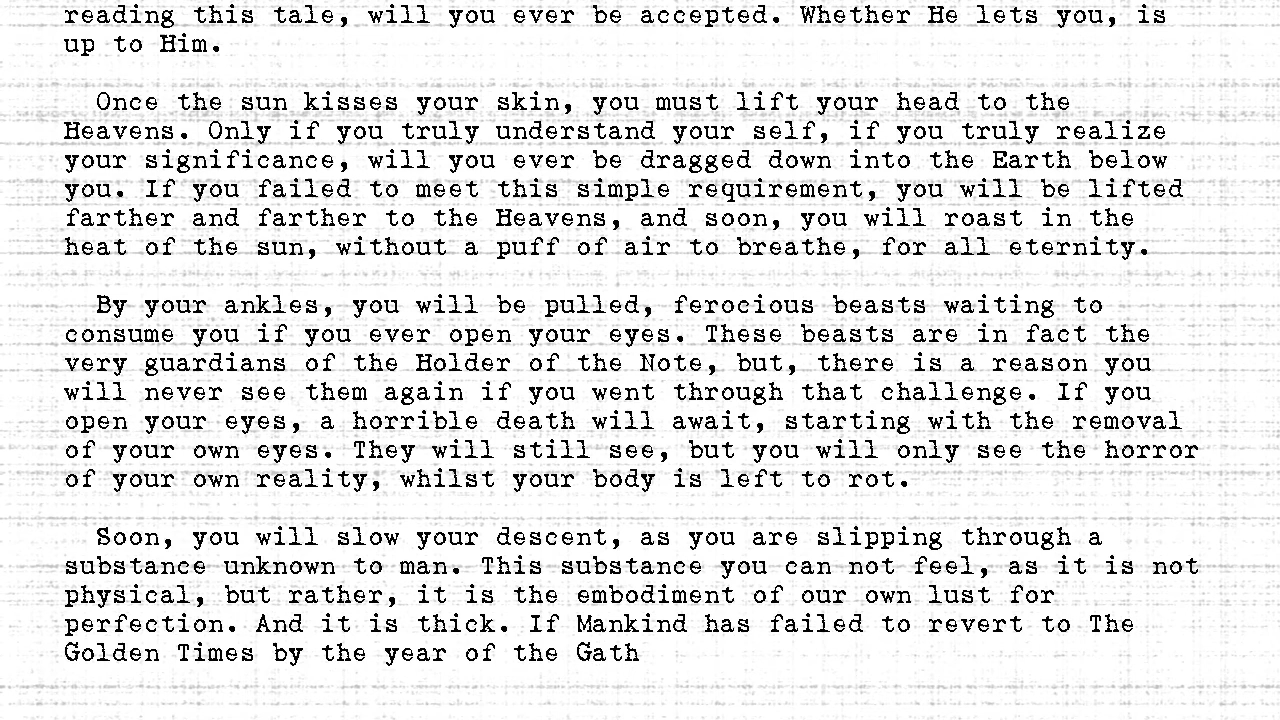 reading this tale, will you ever be accepted. Whether He lets you, is
up to Him.
Once the sun kisses your skin, you must lift your head to the
Heavens. Only if you truly understand your self, if you truly realize
your significance, will you ever be dragged down into the Earth below
you. If you failed to meet this simple requirement, you will be lifted
farther and farther to the Heavens, and soon, you will roast in the
heat of the sun, without a puff of air to breathe, for all eternity.
By your ankles, you will be pulled, ferocious beasts waiting to
consume you if you ever open your eyes. These beasts are in fact the
very guardians of the Holder of the Note, but, there is a reason you
will never see them again if you went through that challenge. If you
open your eyes, a horrible death will await, starting with the removal
of your own eyes. They will still see, but you will only see the horror
of your own reality, whilst your body is left to rot.
Soon, you will slow your descent, as you are slipping through a
substance unknown to man. This substance you can not feel, as it is not
physical, but rather, it is the embodiment of our own lust for
perfection. And it is thick. If Mankind has failed to revert to The
Golden Times by the year of the Gath